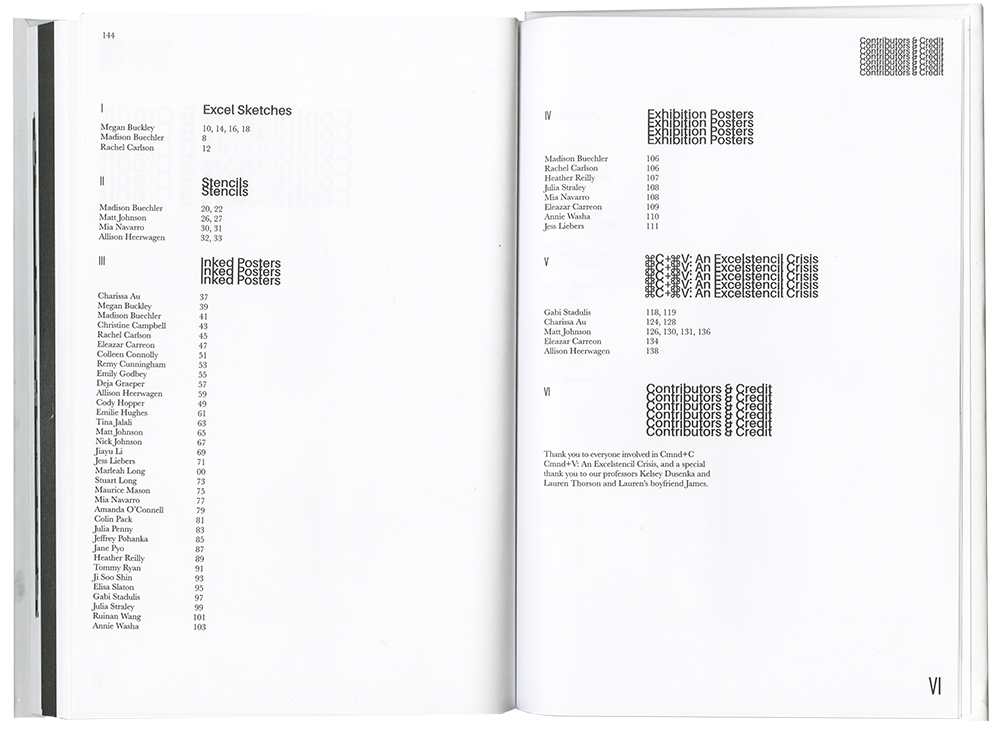 144
I
Excel Sketches
Megan Buckley 10, 14, 16, 18
Madison Buechler 8
Rachel Carlson 12
II
Stencils
Stencils
Madison Buechler 20, 22
Matt Johnson 26, 27
Mia Navarro 30, 31
Allison Heerwagen 32, 33
III
Inked Posters
Inked Posters
Inked Posters
Charissa Au 37
Megan Buckley 39
Madison Buechler 41
Christine Campbell 43
Rachel Carlson 45
Eleazar Carreon 47
Colleen Connolly 51
Remy Cunningham 53
Emily Godbey 55
Deja Graeper 57
Allison Heerwagen 59
Cody Hopper 49
Emilie Hughes 61
Tina Jalali 63
Matt Johnson 65
Nick Johnson 67
Jiayu Li 69
Jess Liebers 71
Marleah Long 00
Stuart Long 73
Maurice Mason 75
Mia Navarro 77
Amanda O'Connell 79
Colin Pack 81
Julia Penny 83
Jeffrey Pohanka 85
Jane Pyo 87
Heather Reilly 89
Tommy Ryan 91
Ji Soo Shin 93
Elisa Slaton 95
Gabi Stadulis 97
Julia Straley 99
Ruinan Wang 101
Annie Washa 103
Contributors & Credit
Contributors & Credit
Contributors & Credit
Contributors & Credit
Contributors & Credit
Contributors & Credit
IV
Exhibition Posters
Exhibition Posters
Exhibition Posters
Exhibition Posters
Madison Buechler 106
Rachel Carlson 106
Heather Reilly 107
Julia Straley 108
Mia Navarro 108
Eleazar Carreon 109
Annie Washa 110
Jess Liebers 111
V
⌘C+⌘V: An Excelstencil Crisis
⌘C+⌘V: An Excelstencil Crisis
⌘C+⌘V: An Excelstencil Crisis
⌘C+⌘V: An Excelstencil Crisis
⌘C+⌘V: An Excelstencil Crisis
Gabi Stadulis 118, 119
Charissa Au 124, 128
Matt Johnson 126, 130, 131, 136
Eleazar Carreon 134
Allison Heerwagen 138
VI
Contributors & Credit
Contributors & Credit
Contributors & Credit
Contributors & Credit
Contributors & Credit
Contributors & Credit
Thank you to everyone involved in Cmnd+C
Cmnd+V: An Excelstencil Crisis, and a special
thank you to our professors Kelsey Dusenka and
Lauren Thorson and Lauren's boyfriend James.
VI